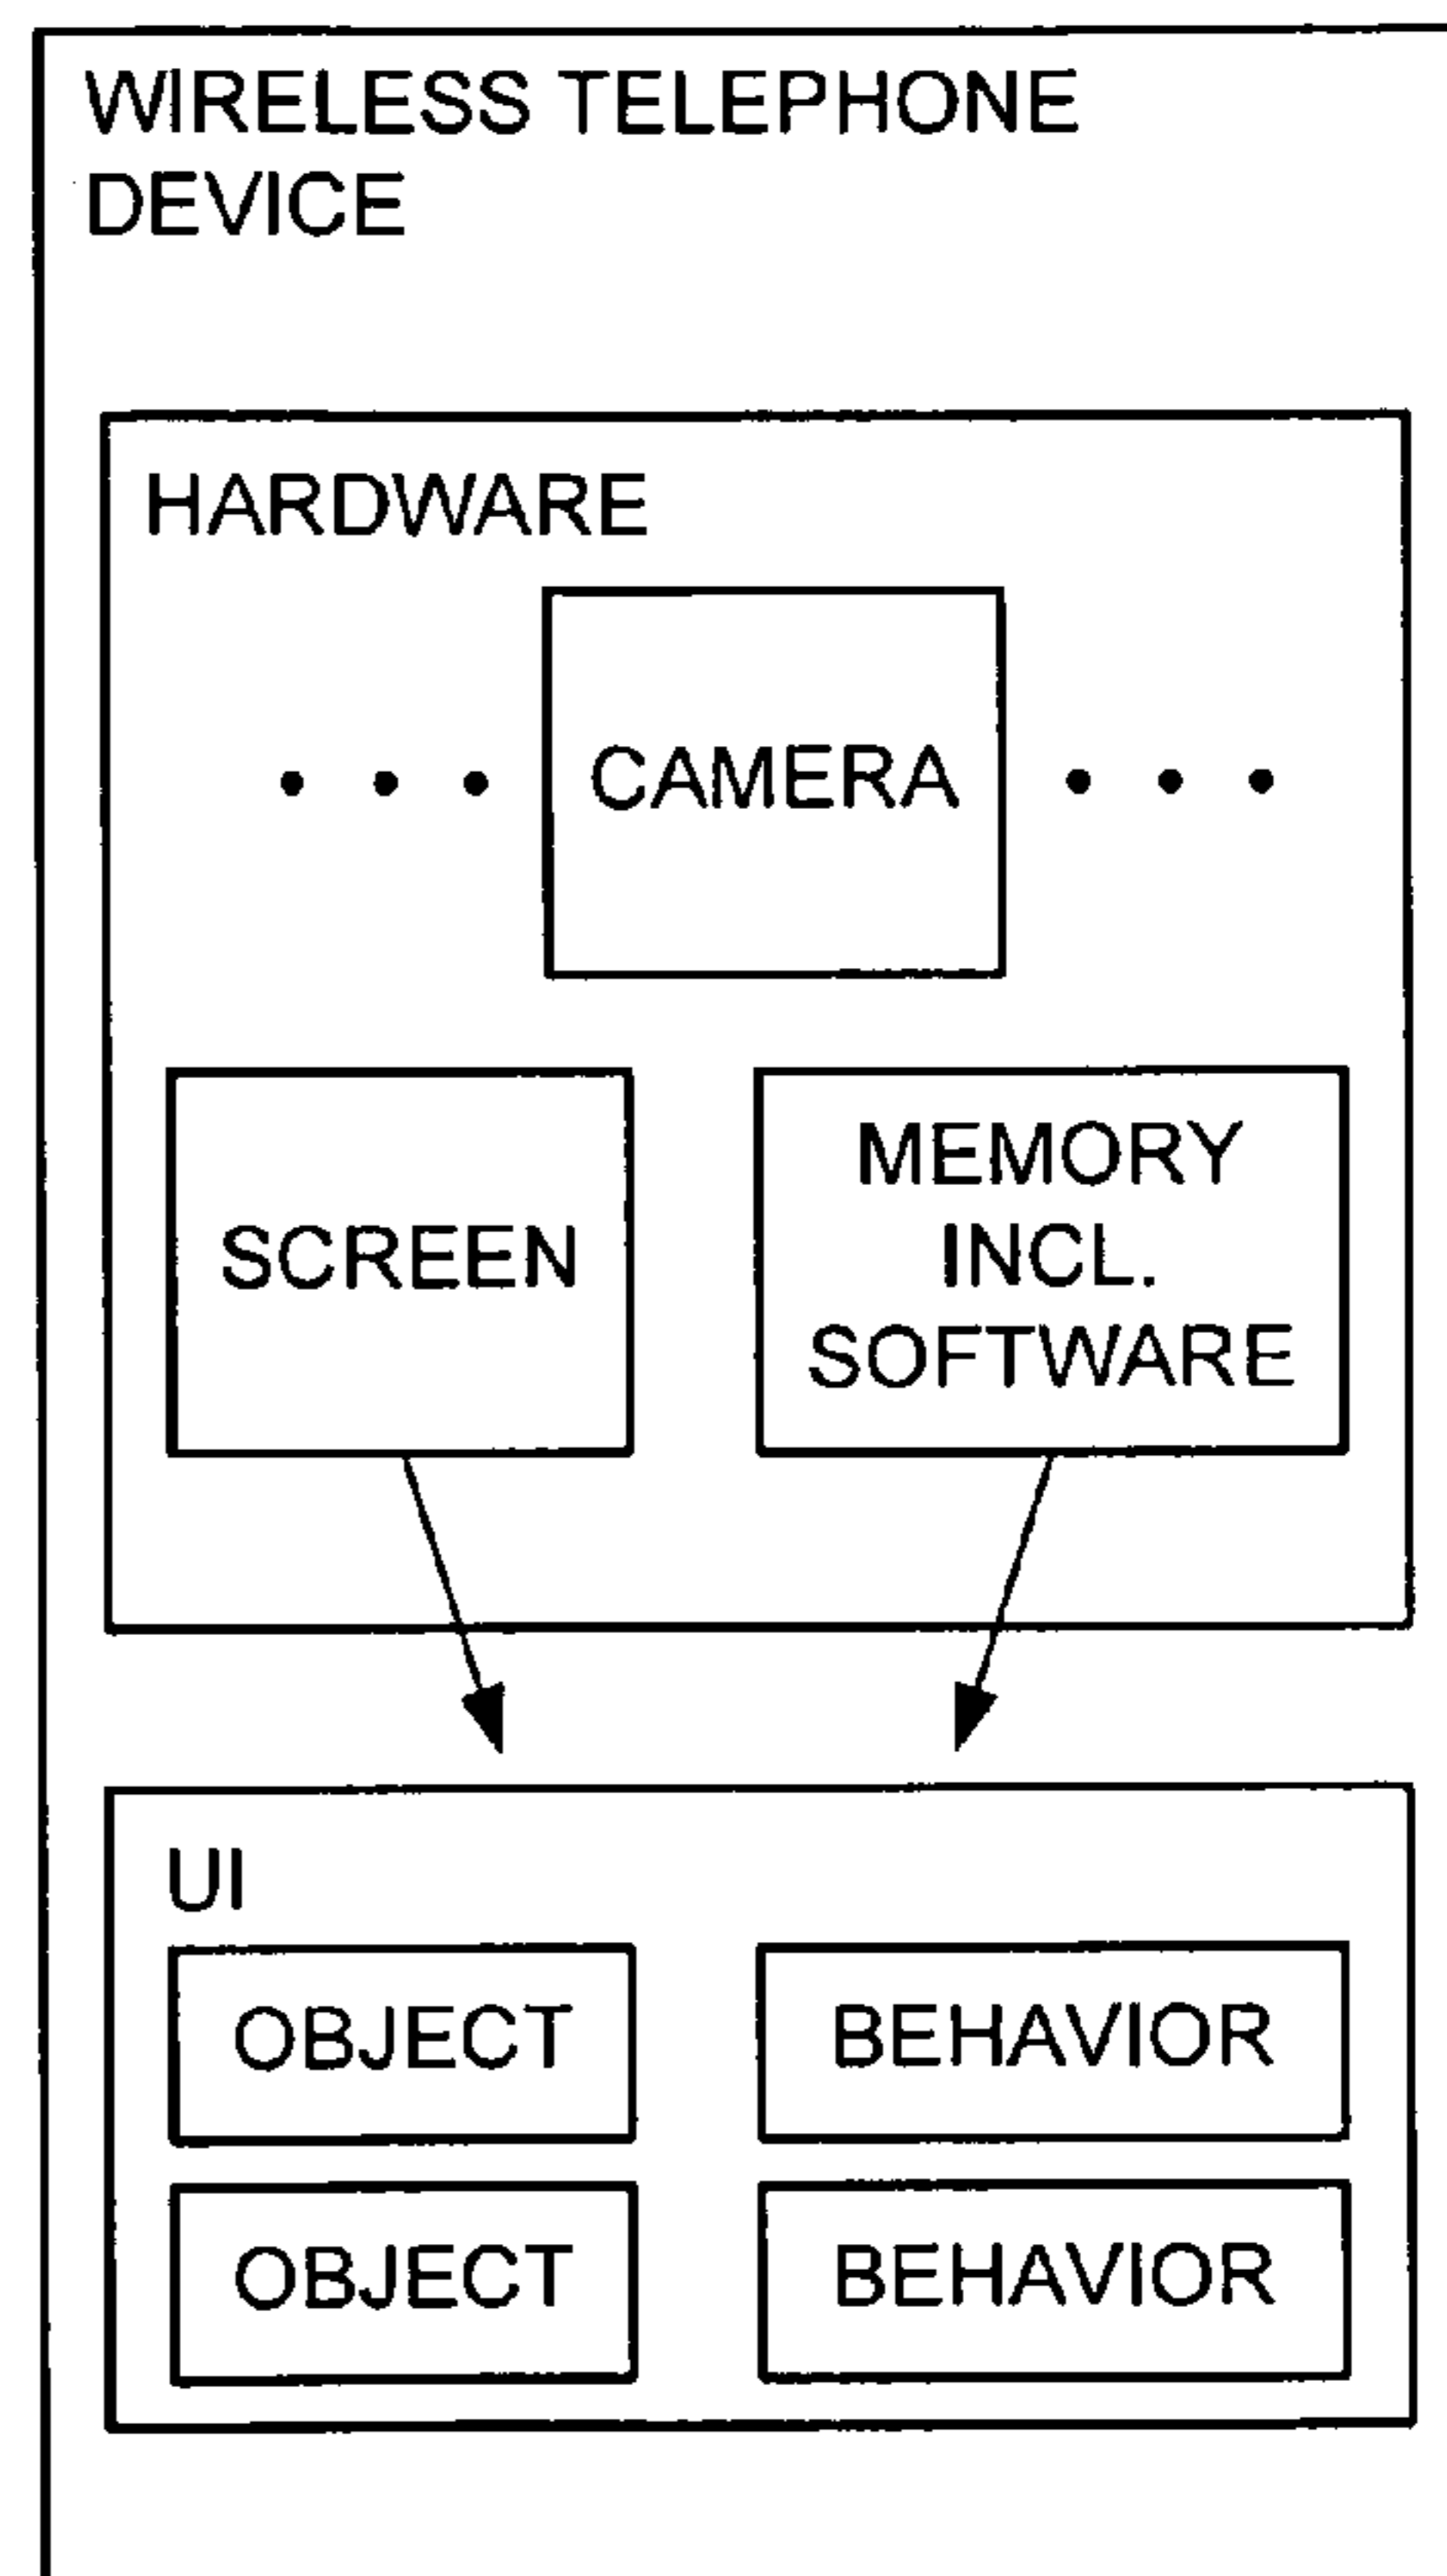 WIRELESS TELEPHONE
DEVICE
HARDWARE
CAMERA
SCREEN
MEMORY
INCL.
SOFTWARE
UI
OBJECT
BEHAVIOR
OBJECT
BEHAVIOR